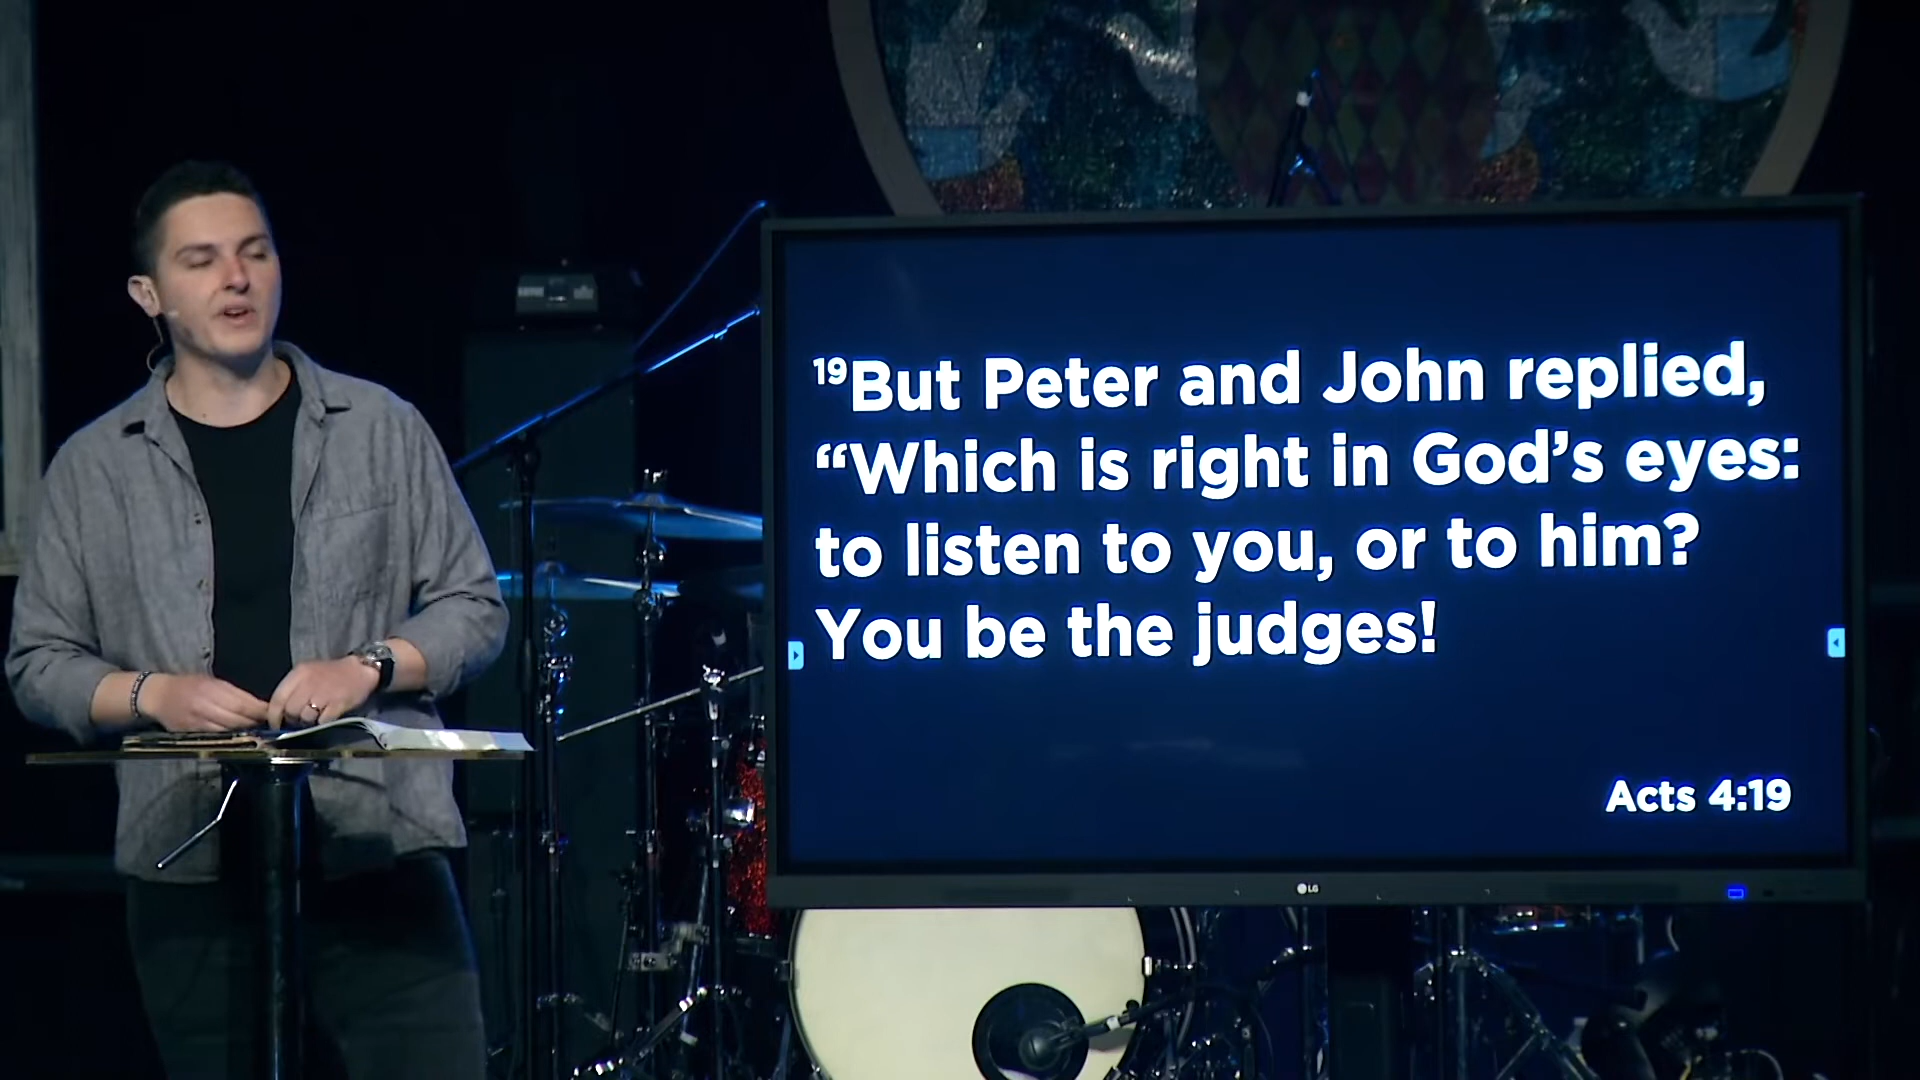 ¹⁹But Peter and John replied,
“Which is right in God’s eyes:
to listen to you, or to him?
You be the judges!
Acts 4:19
LG